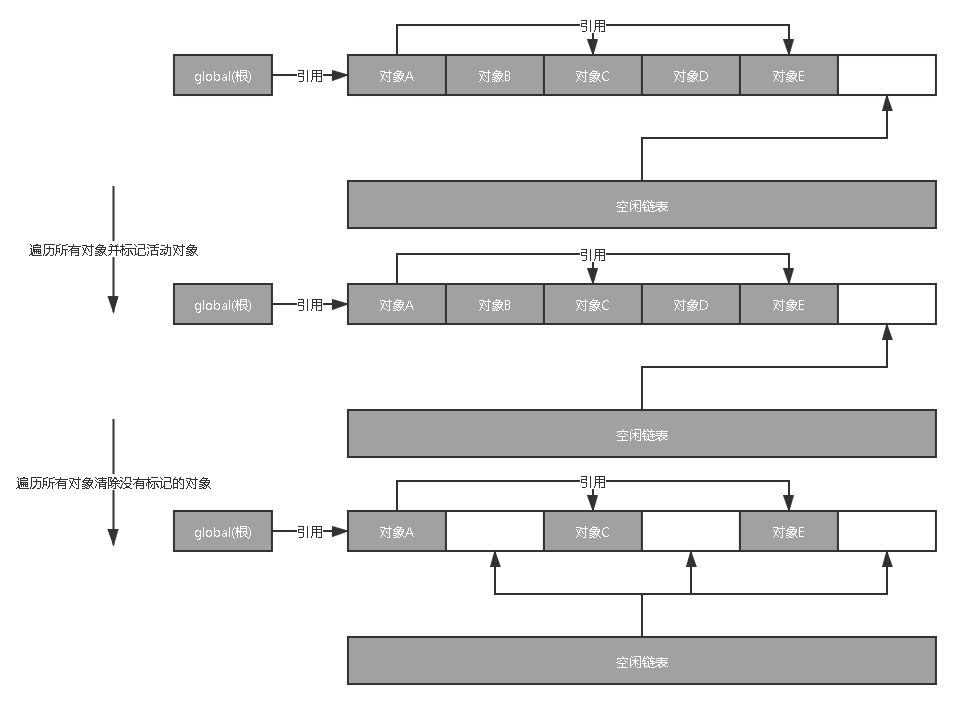 引用
global(根)
引用
对象A
对象B
对象C
对象D
对象E
空闲链表
遍历所有对象并标记活动对象
引用
global(根)
引用
对象A
对象B
对象C
对象D
对象E
空闲链表
遍历所有对象清除没有标记的对象
引用
global(根)
引用
对象A
对象C
对象E
空闲链表